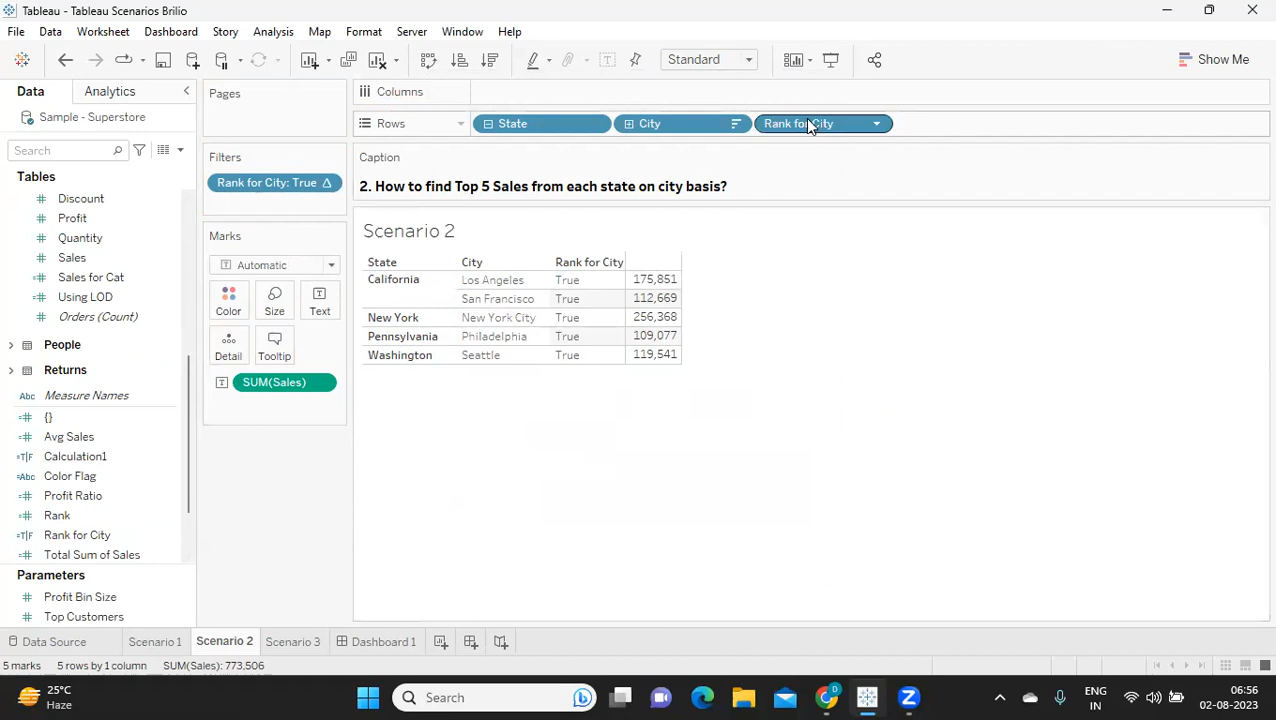 Tableau - Tableau Scenarios Brilio
File Data Worksheet Dashboard Story Analysis Map Format Server Window Help
Standard
Show Me
Data Analytics
Sample - Superstore
Search
Tables
# Discount
# Profit
# Quantity
# Sales
# Sales for Cat
# Using LOD
# Orders (Count)
People
Returns
Abc Measure Names
=# {}
=# Avg Sales
=T|F Calculation1
=Abc Color Flag
=# Profit Ratio
=# Rank
=T|F Rank for City
=# Total Sum of Sales
Parameters
# Profit Bin Size
# Top Customers
Pages
Filters
Rank for City: True Δ
Marks
T Automatic
Color Size Text
Detail Tooltip
SUM(Sales)
Columns
Rows State City Rank for City
Caption
2. How to find Top 5 Sales from each state on city basis?
Scenario 2
State City Rank for City
California Los Angeles True 175,851
San Francisco True 112,669
New York New York City True 256,368
Pennsylvania Philadelphia True 109,077
Washington Seattle True 119,541
Data Source Scenario 1 Scenario 2 Scenario 3 Dashboard 1
5 marks 5 rows by 1 column SUM(Sales): 773,506
25°C
Haze
Search
ENG
IN
06:56
02-08-2023